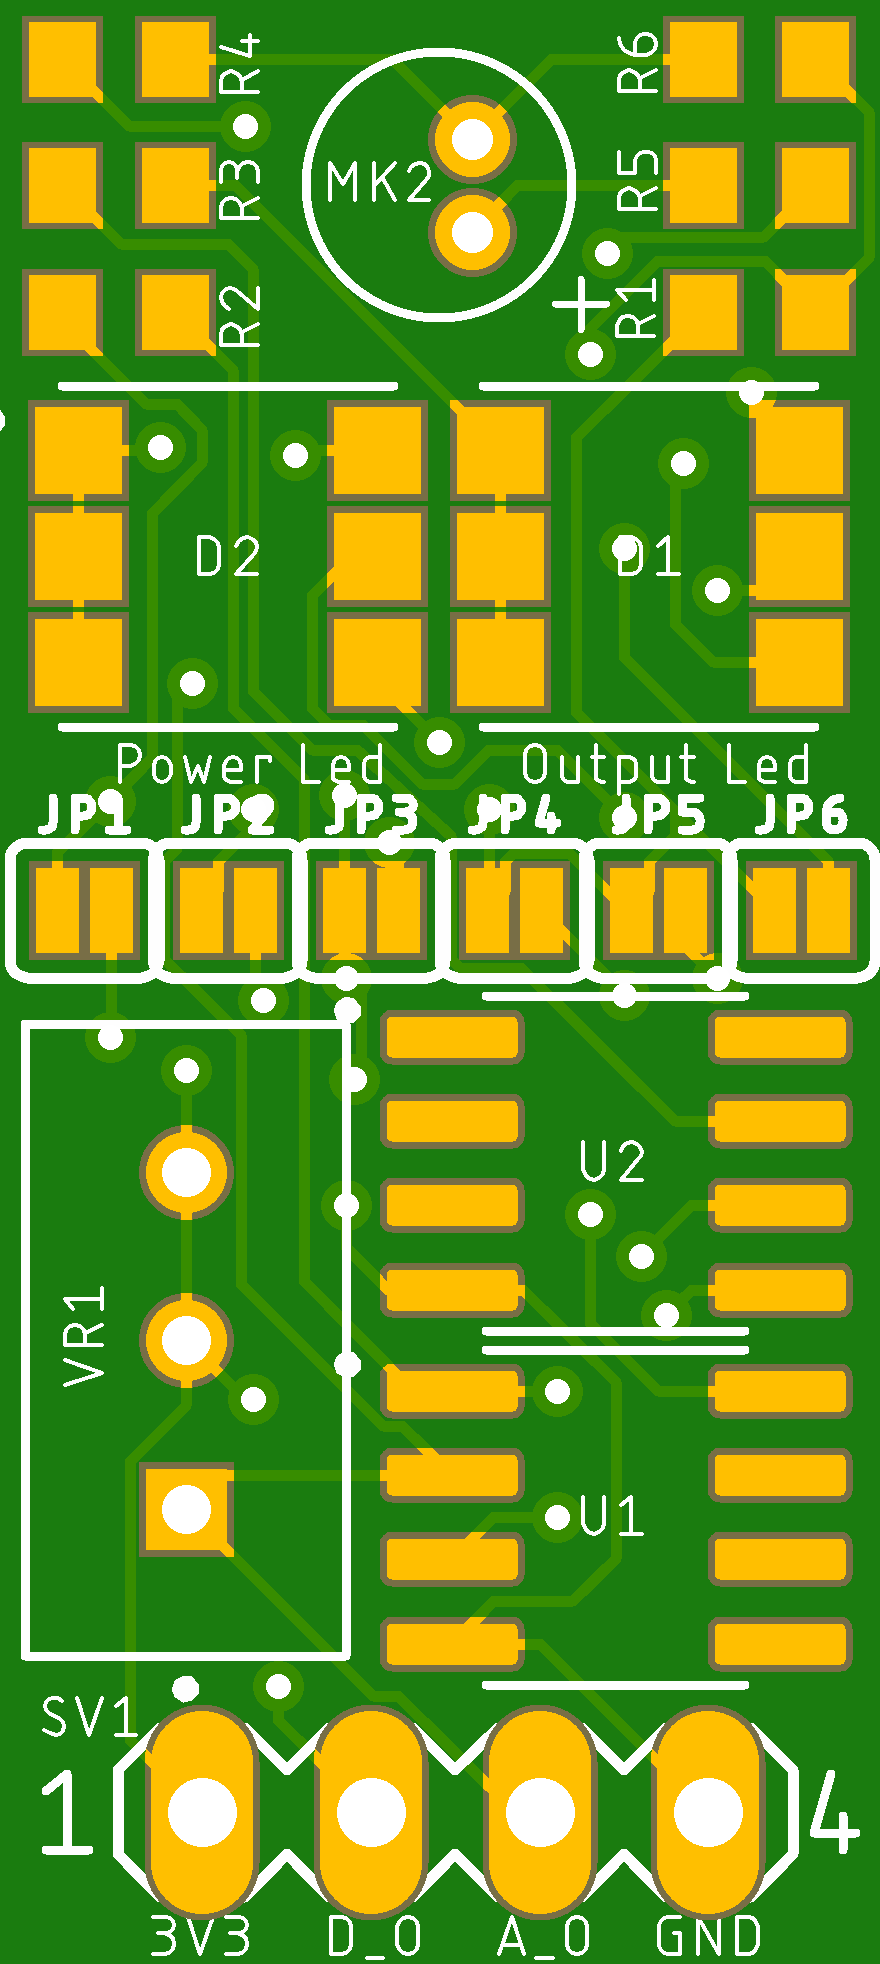 R4
R6
R3
MK2
R5
R2
+
R1
D2
D1
Power Led
Output Led
JP1 JP2 JP3 JP4 JP5 JP6
U2
VR1
U1
SV1
1
4
3V3 D_O A_O GND